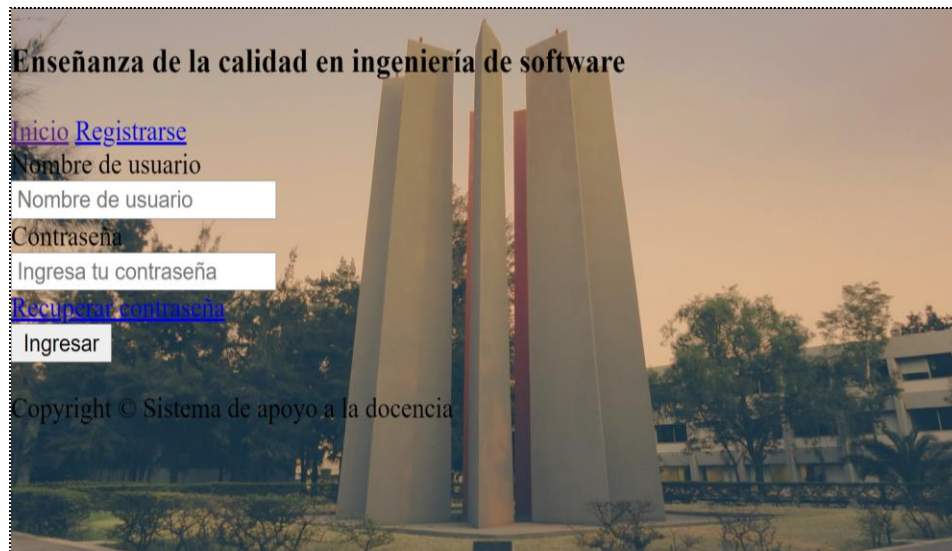 Enseñanza de la calidad en ingeniería de software
Inicio Registrarse
Nombre de usuario
Nombre de usuario
Contraseña
Ingresa tu contraseña
Recuperar contraseña
Ingresar
Copyright © Sistema de apoyo a la docencia